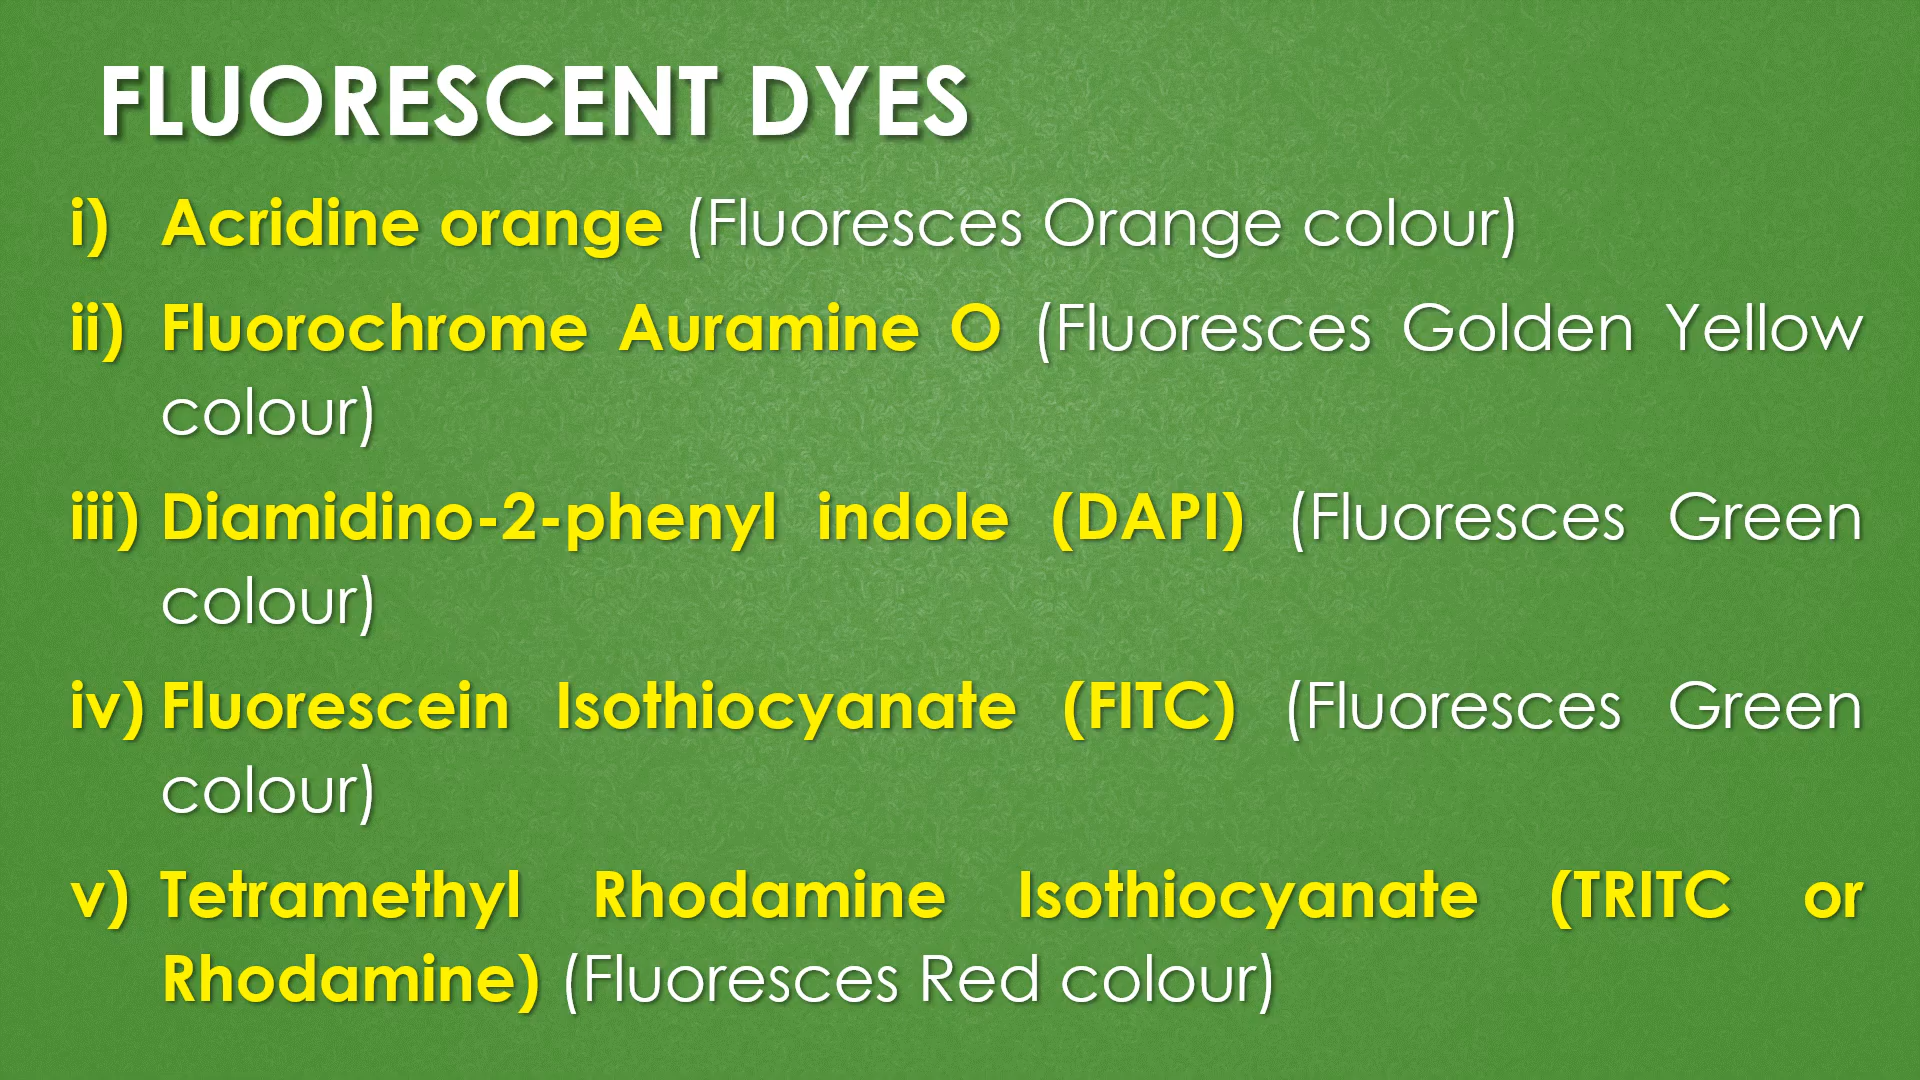 FLUORESCENT DYES
i) Acridine orange (Fluoresces Orange colour)
ii) Fluorochrome Auramine O (Fluoresces Golden Yellow
colour)
iii) Diamidino-2-phenyl indole (DAPI) (Fluoresces Green
colour)
iv) Fluorescein Isothiocyanate (FITC) (Fluoresces Green
colour)
v) Tetramethyl Rhodamine Isothiocyanate (TRITC or
Rhodamine) (Fluoresces Red colour)